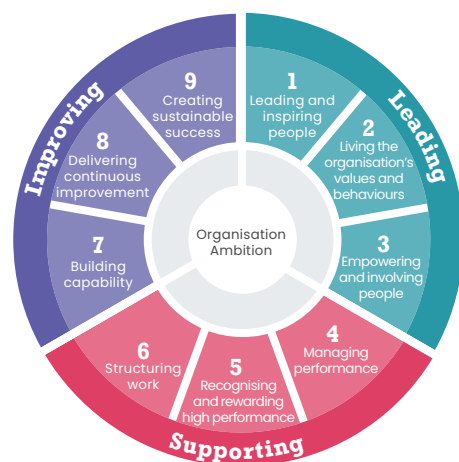 Leading
1
Leading and
inspiring
people
2
Living the
organisation's
values and
behaviours
3
Empowering
and involving
people
Supporting
4
Managing
performance
5
Recognising
and rewarding
high performance
6
Structuring
work
Improving
7
Building
capability
8
Delivering
continuous
improvement
9
Creating
sustainable
success
Organisation
Ambition